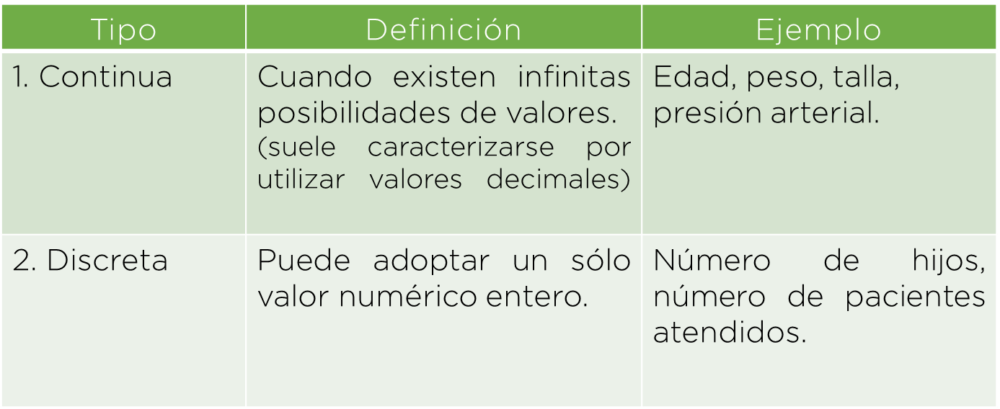 Tipo
Definición
Ejemplo
1. Continua
Cuando existen infinitas
posibilidades de valores.
(suele caracterizarse por
utilizar valores decimales)
Edad, peso, talla,
presión arterial.
2. Discreta
Puede adoptar un sólo
valor numérico entero.
Número de hijos,
número de pacientes
atendidos.